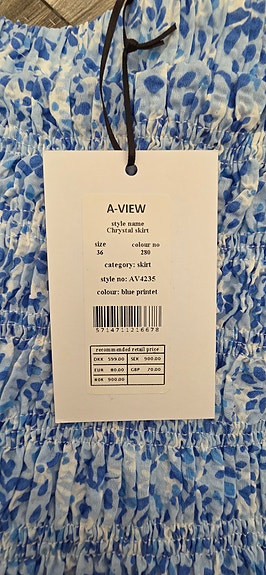 A-VIEW
style name
Chrystal skirt
size colour no
36 280
category: skirt
style no: AV4235
colour: blue printet
5714711216678
recommended retail price
DKK 599.00 SEK 900.00
EUR 80.00 GBP 70.00
NOK 900.00